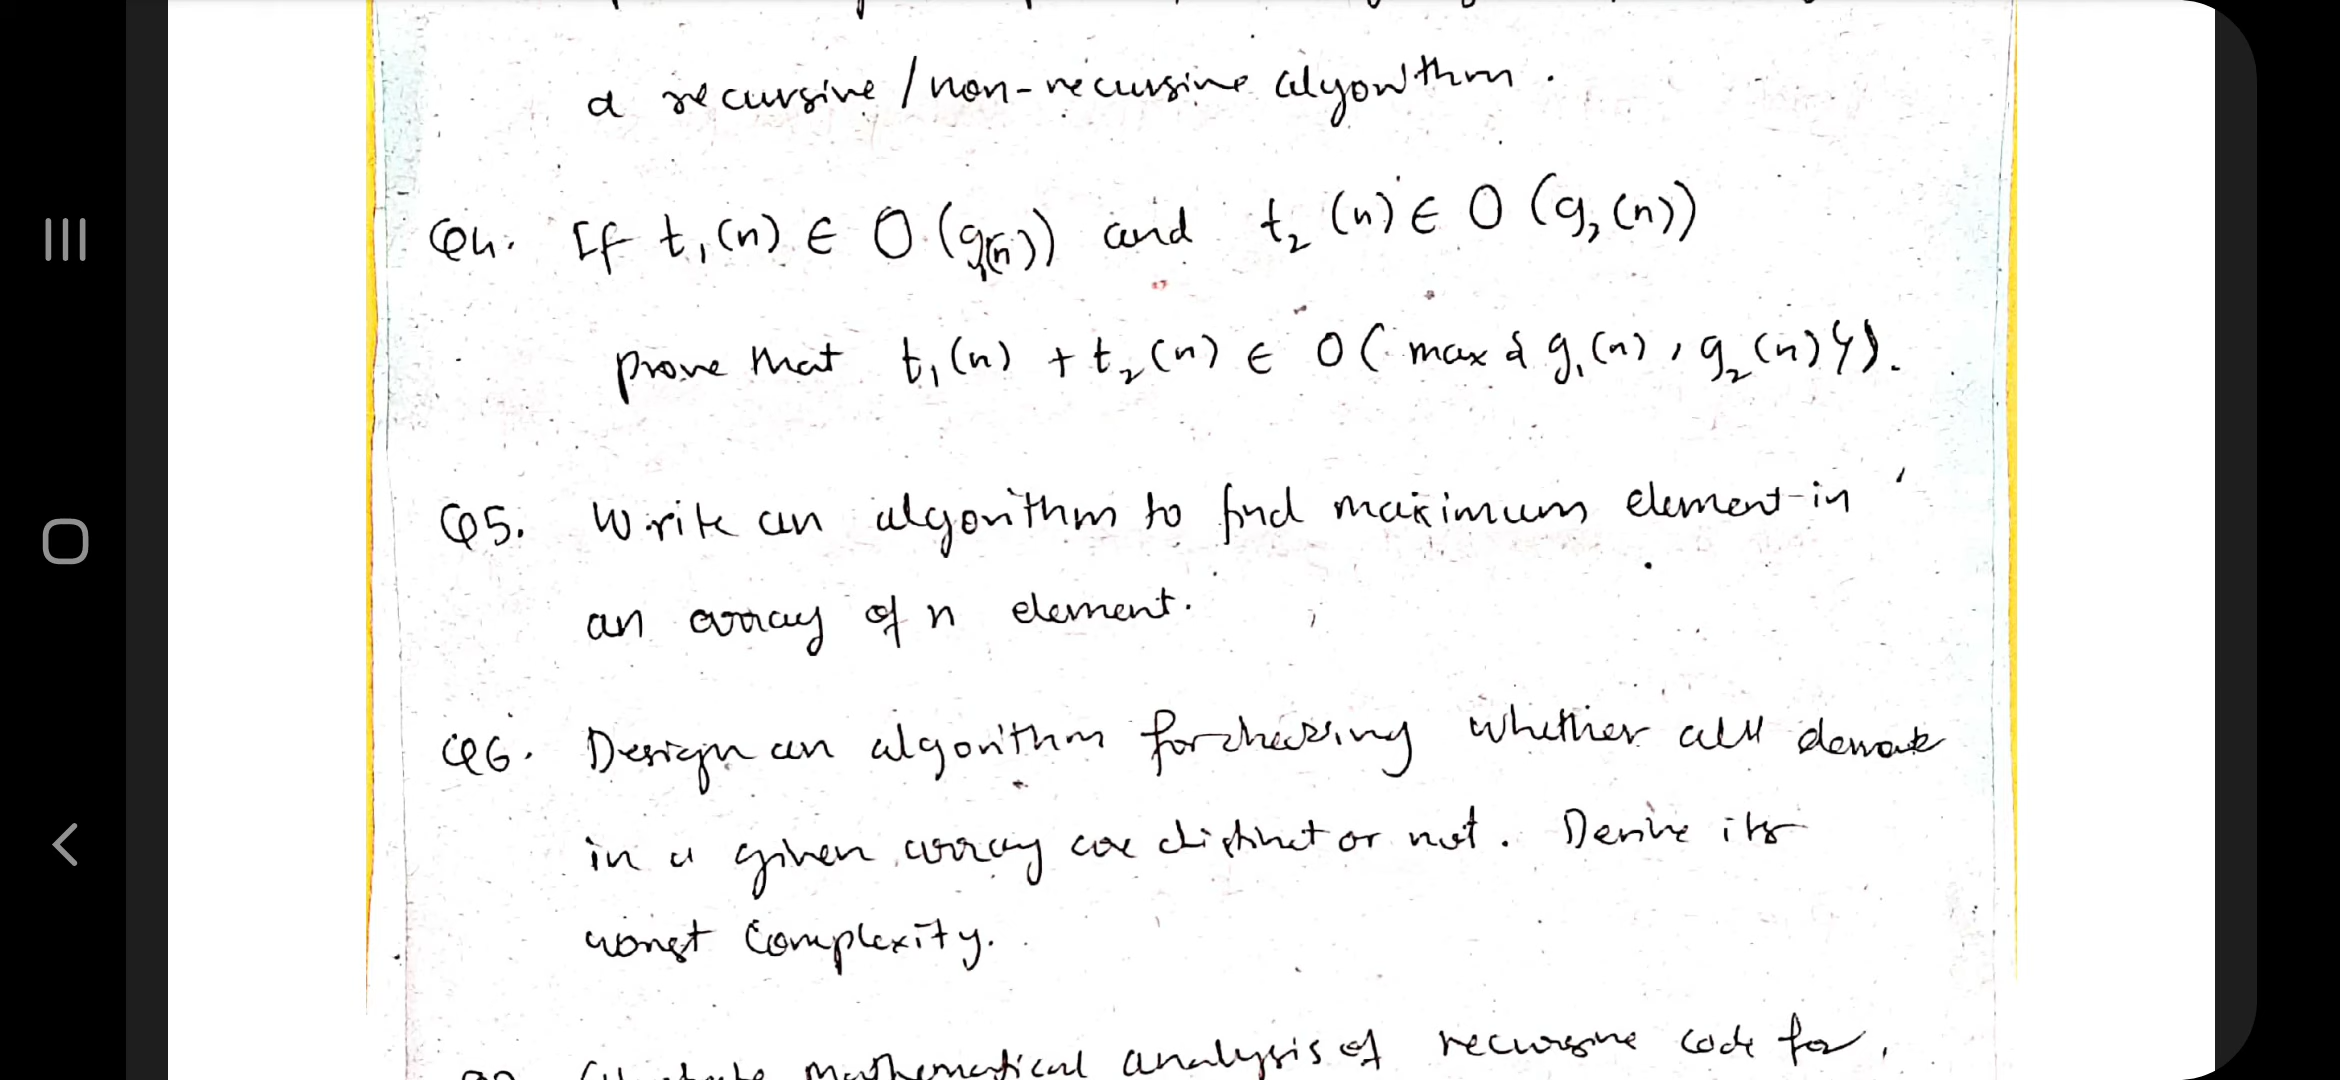 a recursive / non-recursive algorithm.
Q4. If t₁(n) ∈ O(g₁(n)) and t₂(n) ∈ O(g₂(n))
prove that t₁(n) + t₂(n) ∈ O(max{g₁(n), g₂(n)}).
Q5. Write an algorithm to find maximum element in
an array of n element.
Q6. Design an algorithm for checking whether all
in a given array are distinct or not. Derive its
worst complexity.
mathematical analysis of recursive code for